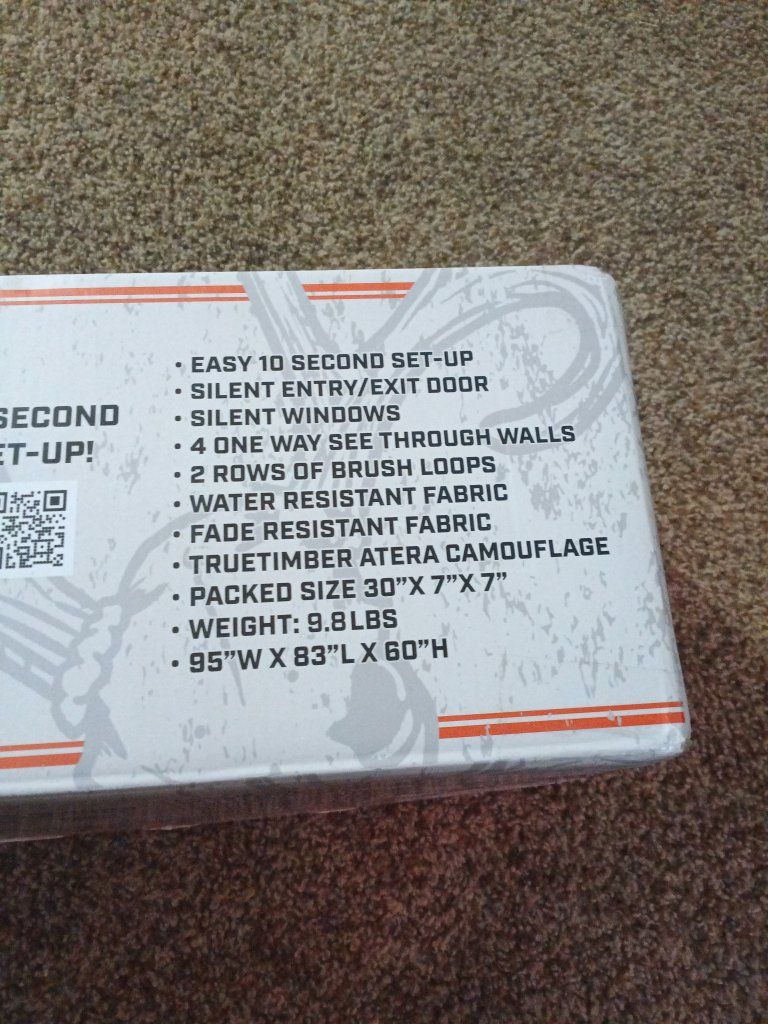 SECOND
ET-UP!
• EASY 10 SECOND SET-UP
• SILENT ENTRY/EXIT DOOR
• SILENT WINDOWS
• 4 ONE WAY SEE THROUGH WALLS
• 2 ROWS OF BRUSH LOOPS
• WATER RESISTANT FABRIC
• FADE RESISTANT FABRIC
• TRUETIMBER ATERA CAMOUFLAGE
• PACKED SIZE 30”X 7”X 7”
• WEIGHT: 9.8 LBS
• 95”W X 83”L X 60”H